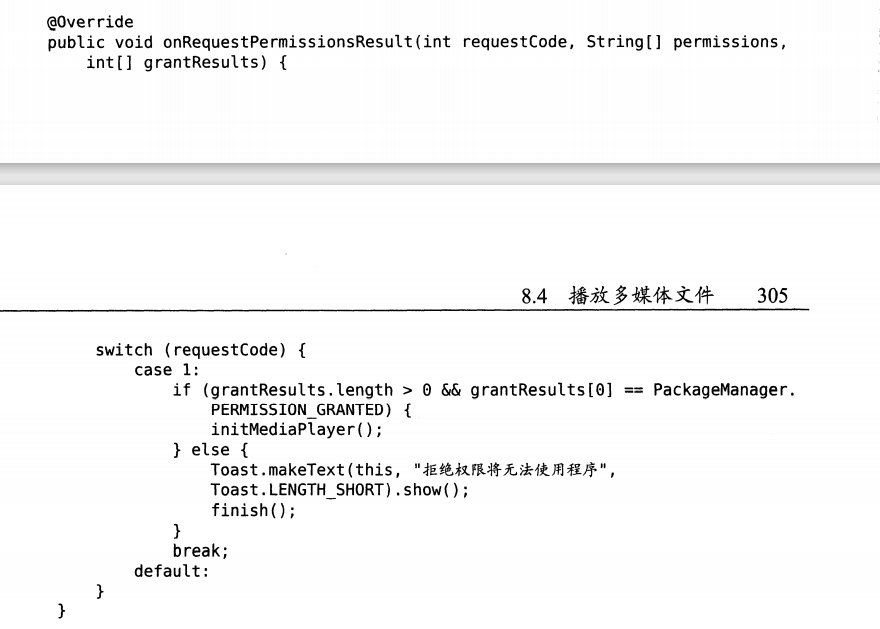 @Override
public void onRequestPermissionsResult(int requestCode, String[] permissions,
int[] grantResults) {
8.4 播放多媒体文件 305
switch (requestCode) {
case 1:
if (grantResults.length > 0 && grantResults[0] == PackageManager.
PERMISSION_GRANTED) {
initMediaPlayer();
} else {
Toast.makeText(this, "拒绝权限将无法使用程序",
Toast.LENGTH_SHORT).show();
finish();
}
break;
default:
}
}